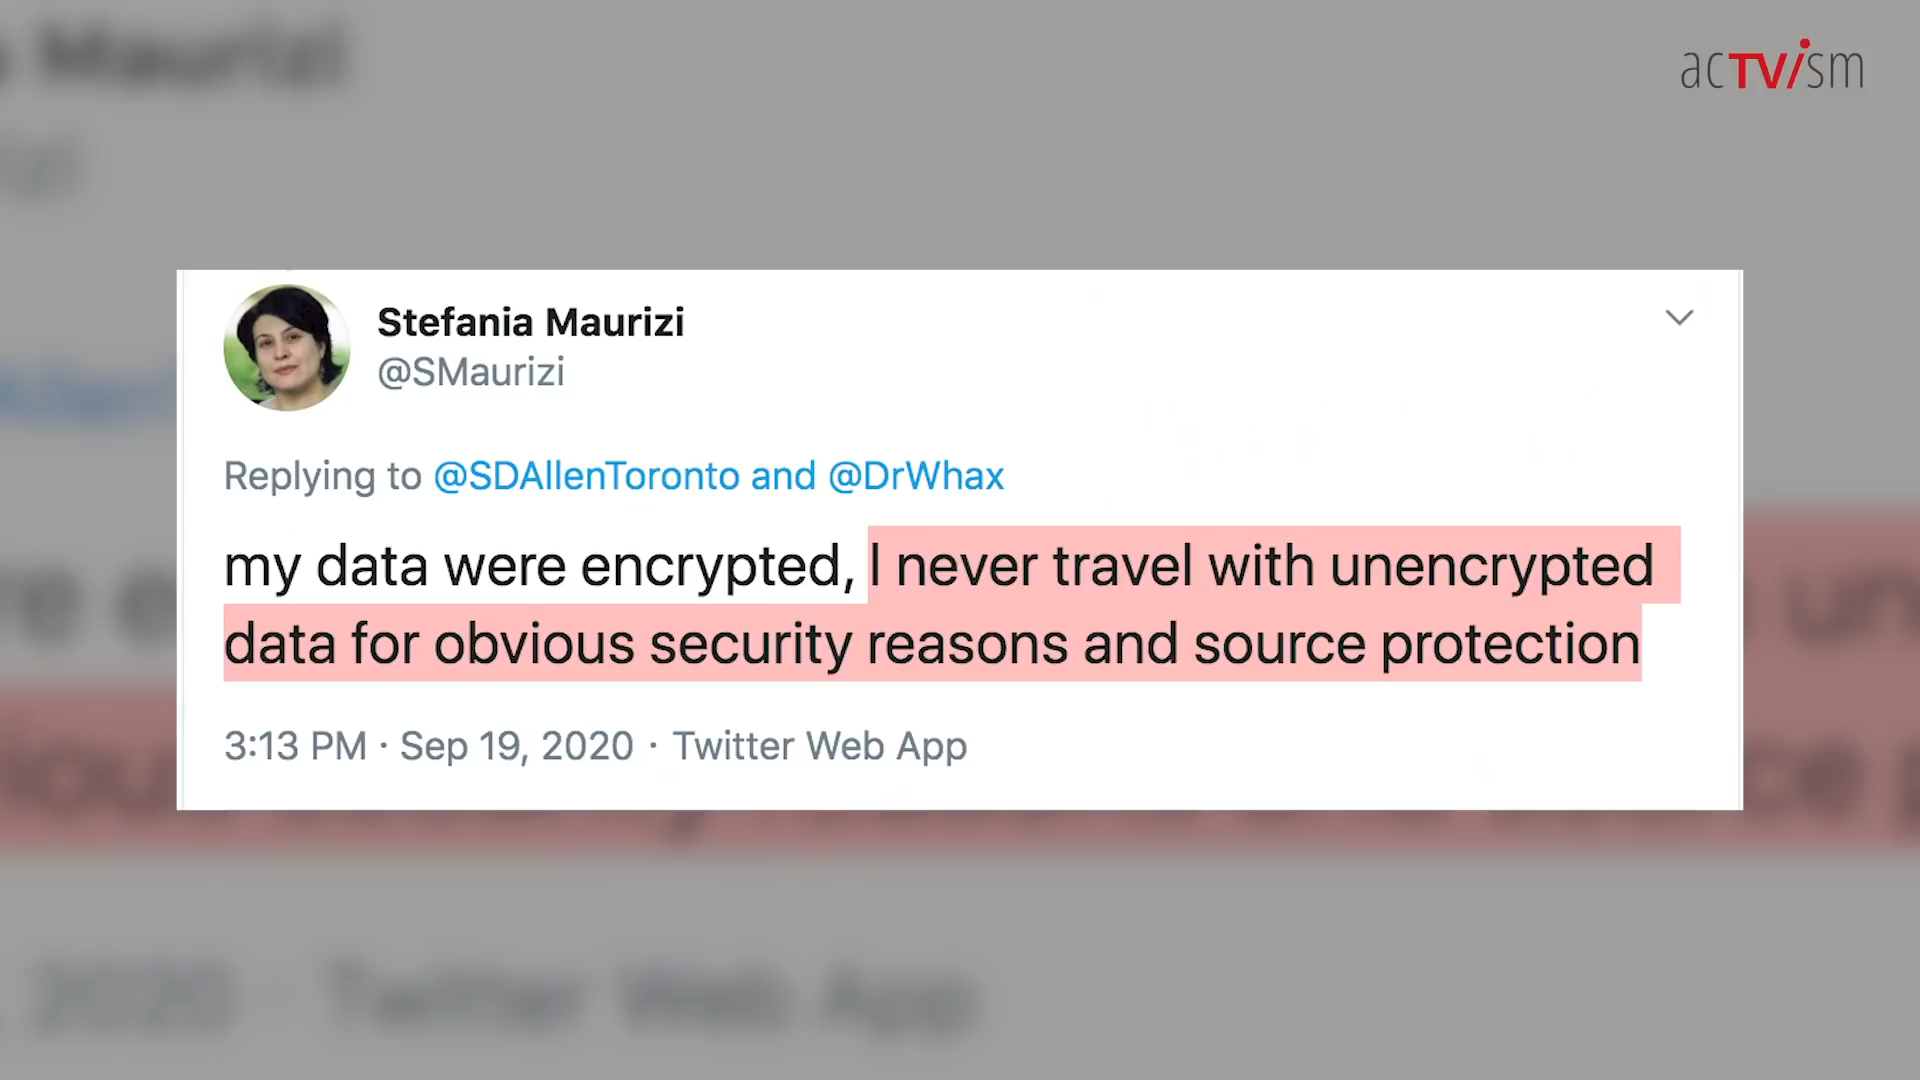 acTVism
Stefania Maurizi
@SMaurizi
Replying to @SDAllenToronto and @DrWhax
my data were encrypted, I never travel with unencrypted
data for obvious security reasons and source protection
3:13 PM · Sep 19, 2020 · Twitter Web App